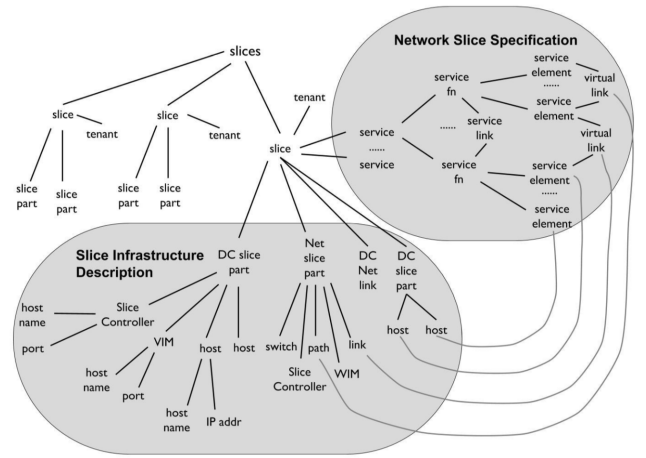 slices
Network Slice Specification
service
element
......
virtual
link
service
fn
service
element
tenant
slice
tenant
slice
tenant
service
......
service
......
service
link
virtual
link
slice
service
fn
service
element
......
service
element
slice
part
slice
part
slice
part
slice
part
Slice Infrastructure
Description
DC slice
part
Net
slice
part
DC
Net
link
DC
slice
part
host
name
Slice
Controller
port
VIM
host
host
switch
path
link
host
host
host
name
port
Slice
Controller
WIM
host
name
IP addr